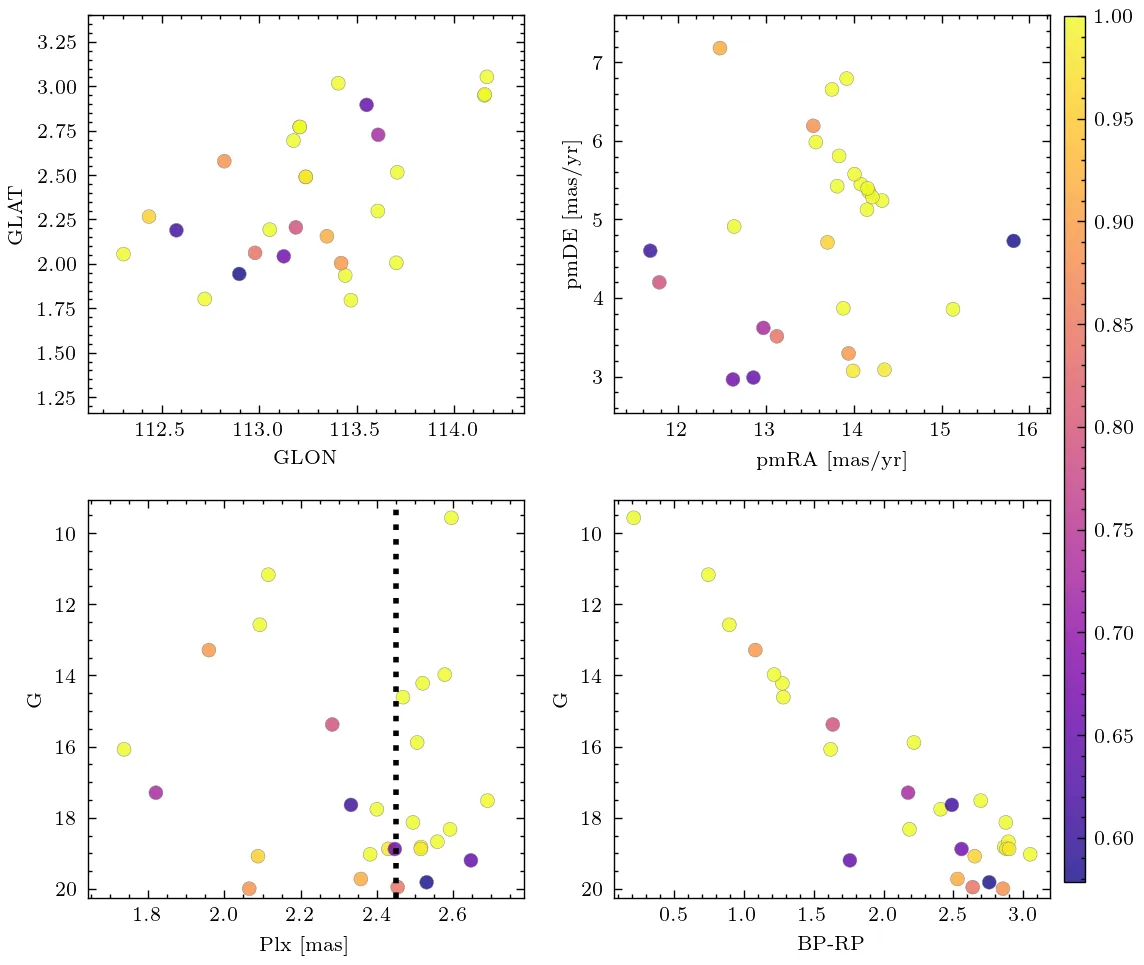 3.25
3.00
2.75
2.50
2.25
2.00
1.75
1.50
1.25
GLAT
112.5 113.0 113.5 114.0
GLON
7
6
5
4
3
pmDE [mas/yr]
12 13 14 15 16
pmRA [mas/yr]
10
12
14
16
18
20
G
1.8 2.0 2.2 2.4 2.6
Plx [mas]
10
12
14
16
18
20
G
0.5 1.0 1.5 2.0 2.5 3.0
BP-RP
1.00
0.95
0.90
0.85
0.80
0.75
0.70
0.65
0.60